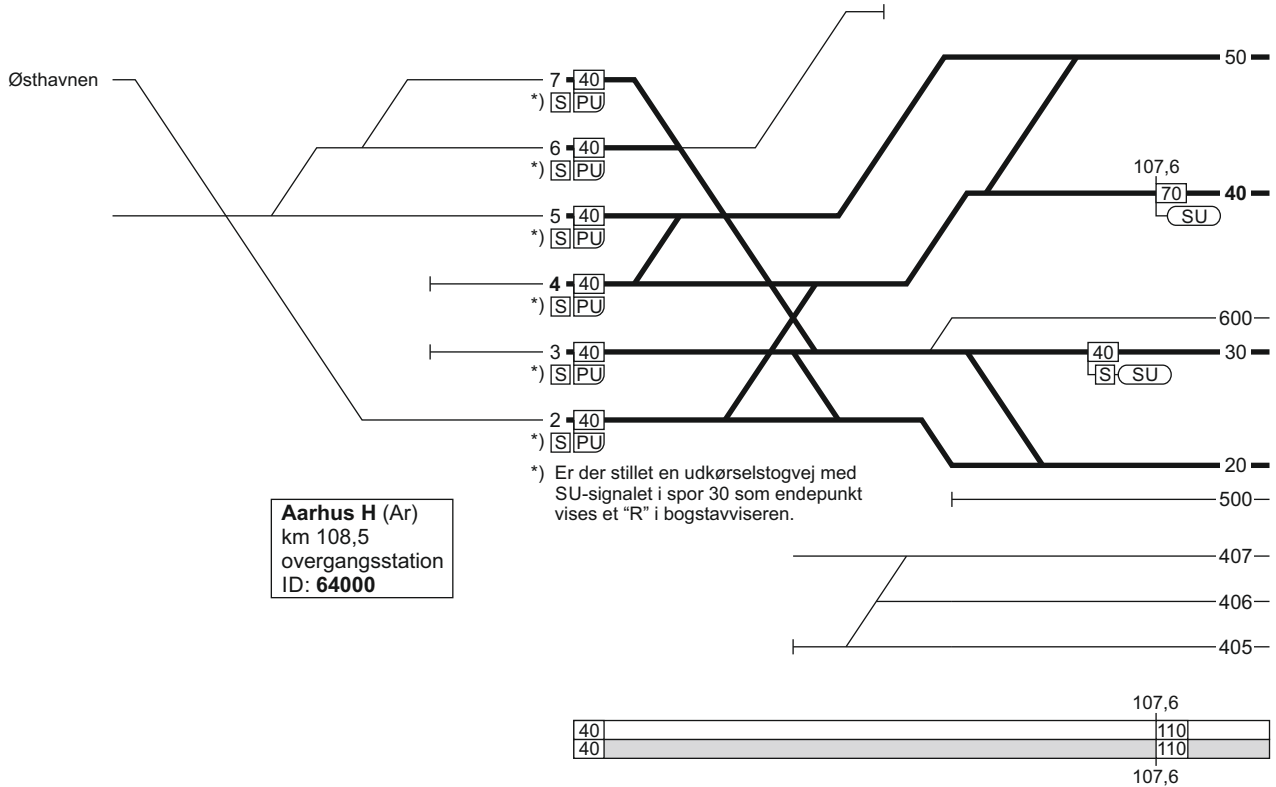 50
Østhavnen
7 40
*) S PU
6 40
*) S PU
107,6
70 40
SU
5 40
*) S PU
4 40
*) S PU
600
3 40
*) S PU
40 30
S SU
2 40
*) S PU
20
*) Er der stillet en udkørselstogvej med
SU-signalet i spor 30 som endepunkt
vises et “R” i bogstavviseren.
500
Aarhus H (Ar)
km 108,5
overgangsstation
ID: 64000
407
406
405
107,6
40 110
40 110
107,6